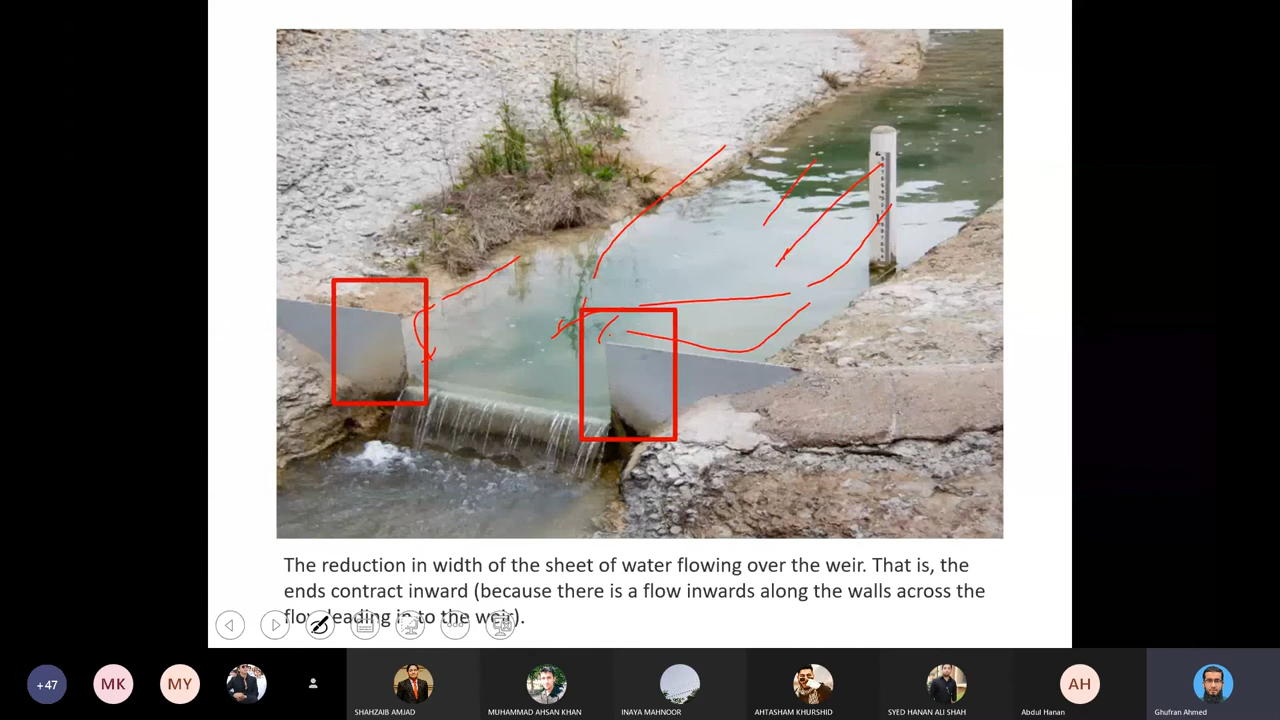 The reduction in width of the sheet of water flowing over the weir. That is, the
ends contract inward (because there is a flow inwards along the walls across the
flow leading in to the weir).
+47
MK
MY
SHAHZAIB AMJAD
MUHAMMAD AHSAN KHAN
INAYA MAHNOOR
AHTASHAM KHURSHID
SYED HANAN ALI SHAH
AH
Abdul Hanan
Ghufran Ahmed